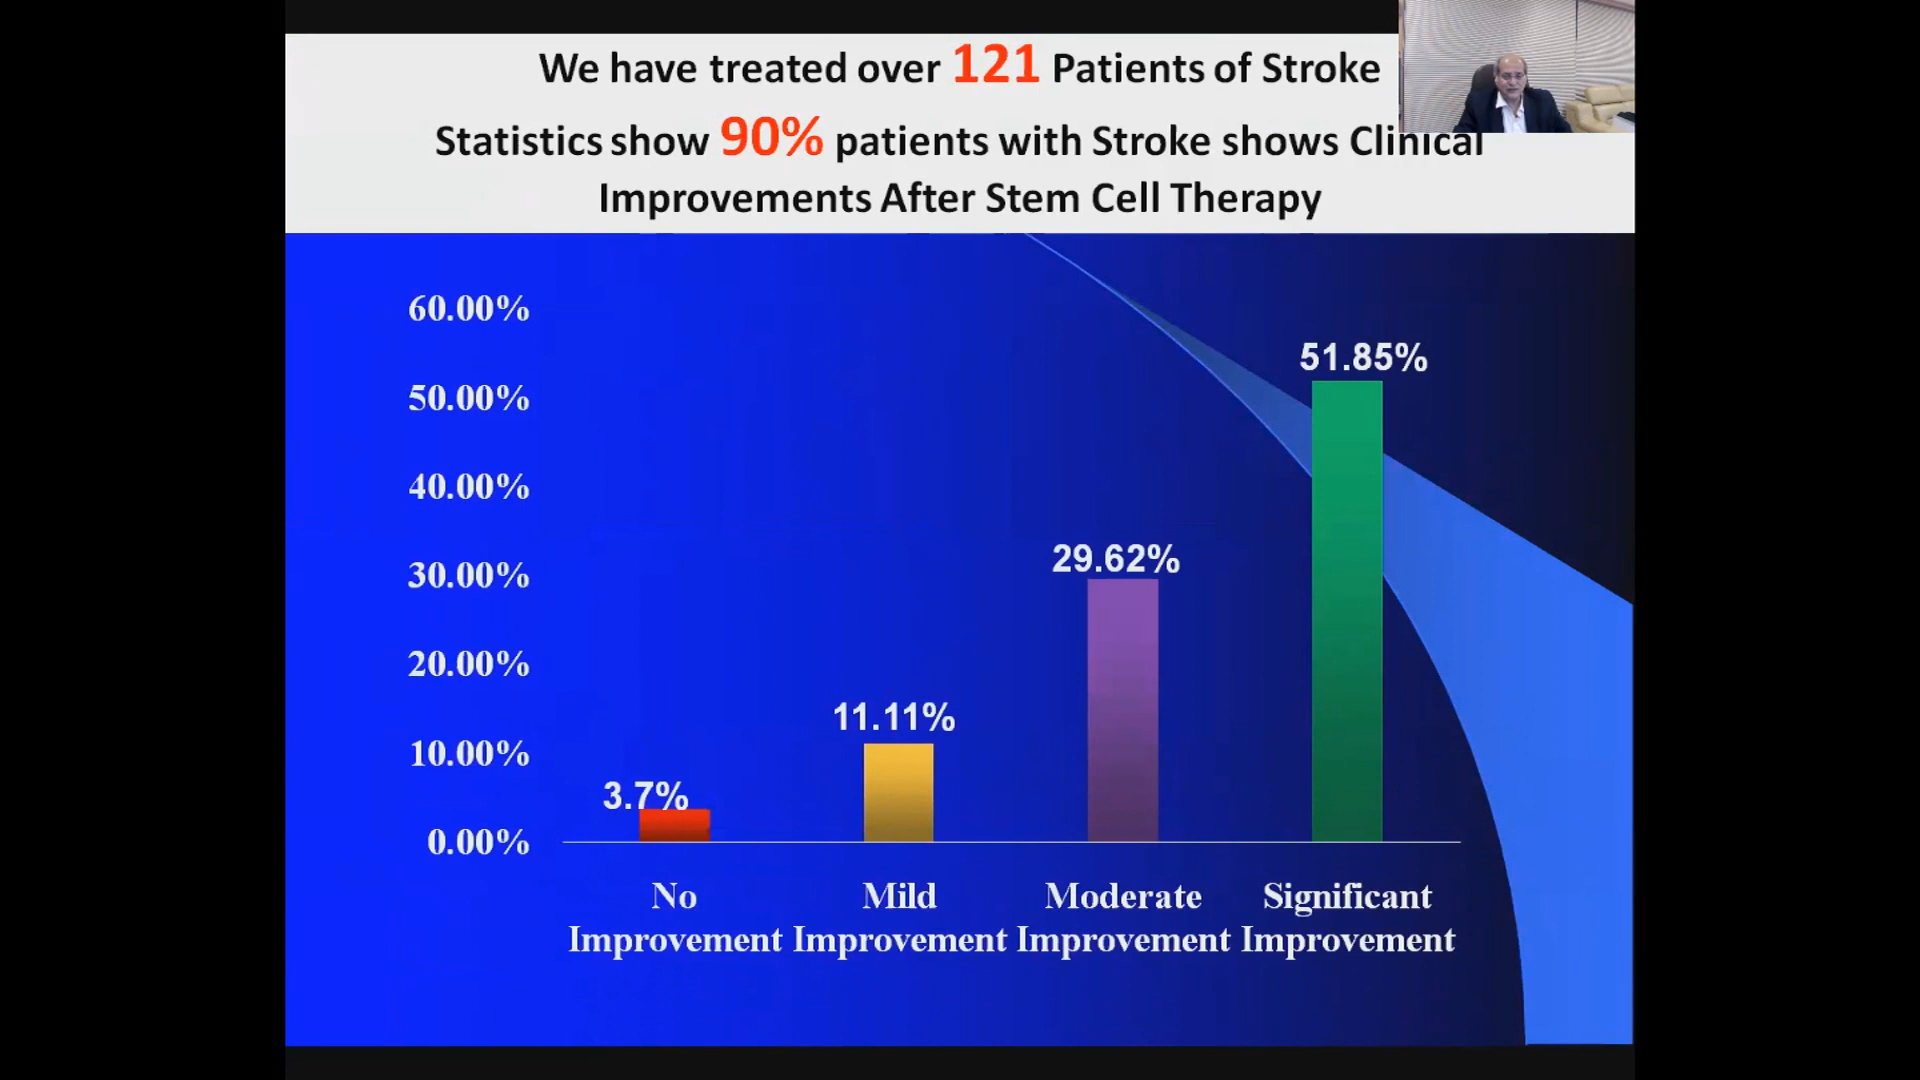 We have treated over 121 Patients of Stroke
Statistics show 90% patients with Stroke shows Clinical
Improvements After Stem Cell Therapy
60.00%
50.00%
40.00%
30.00%
20.00%
10.00%
0.00%
3.7%
11.11%
29.62%
51.85%
No Improvement
Mild Improvement
Moderate Improvement
Significant Improvement